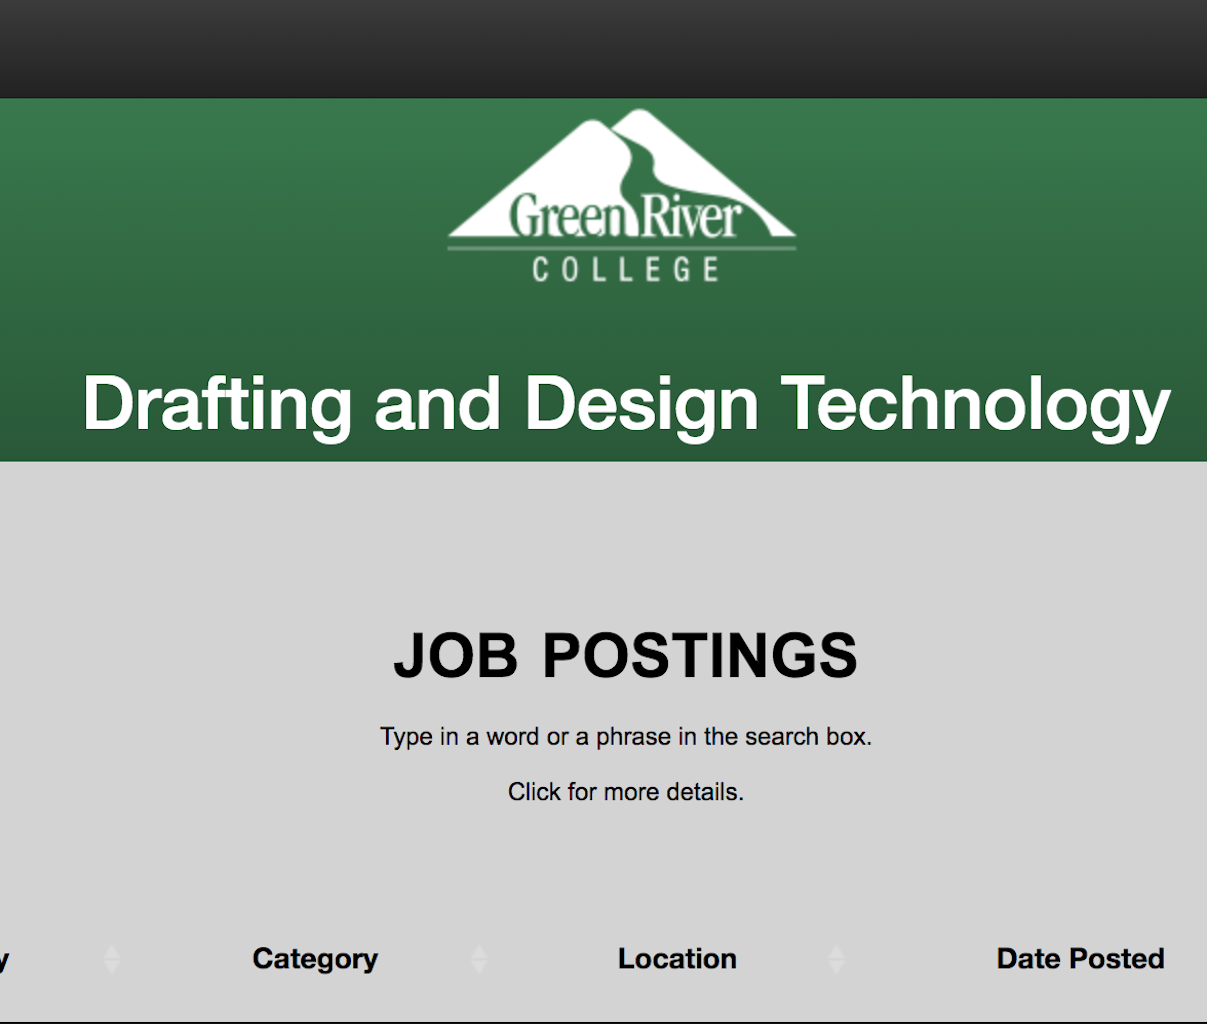 Green River
COLLEGE
Drafting and Design Technology
JOB POSTINGS
Type in a word or a phrase in the search box.
Click for more details.
Category Location Date Posted